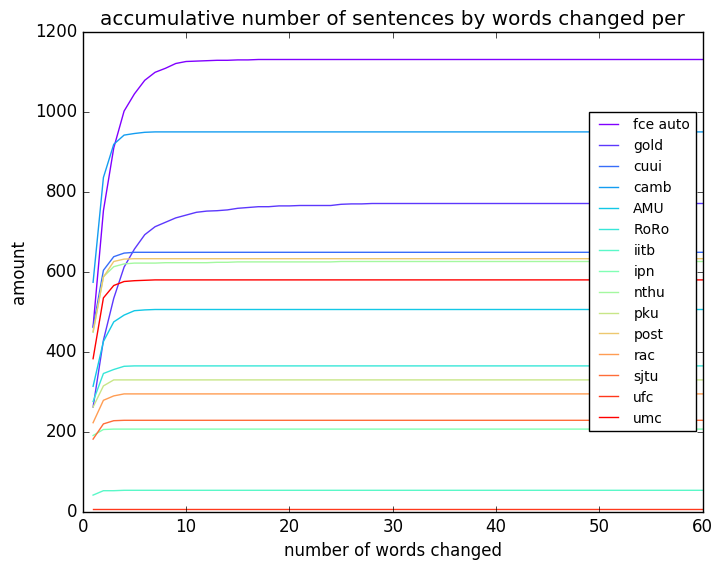 accumulative number of sentences by words changed per
1200
1000
800
600
400
200
0
amount
0 10 20 30 40 50 60
number of words changed
fce auto
gold
cuui
camb
AMU
RoRo
iitb
ipn
nthu
pku
post
rac
sjtu
ufc
umc